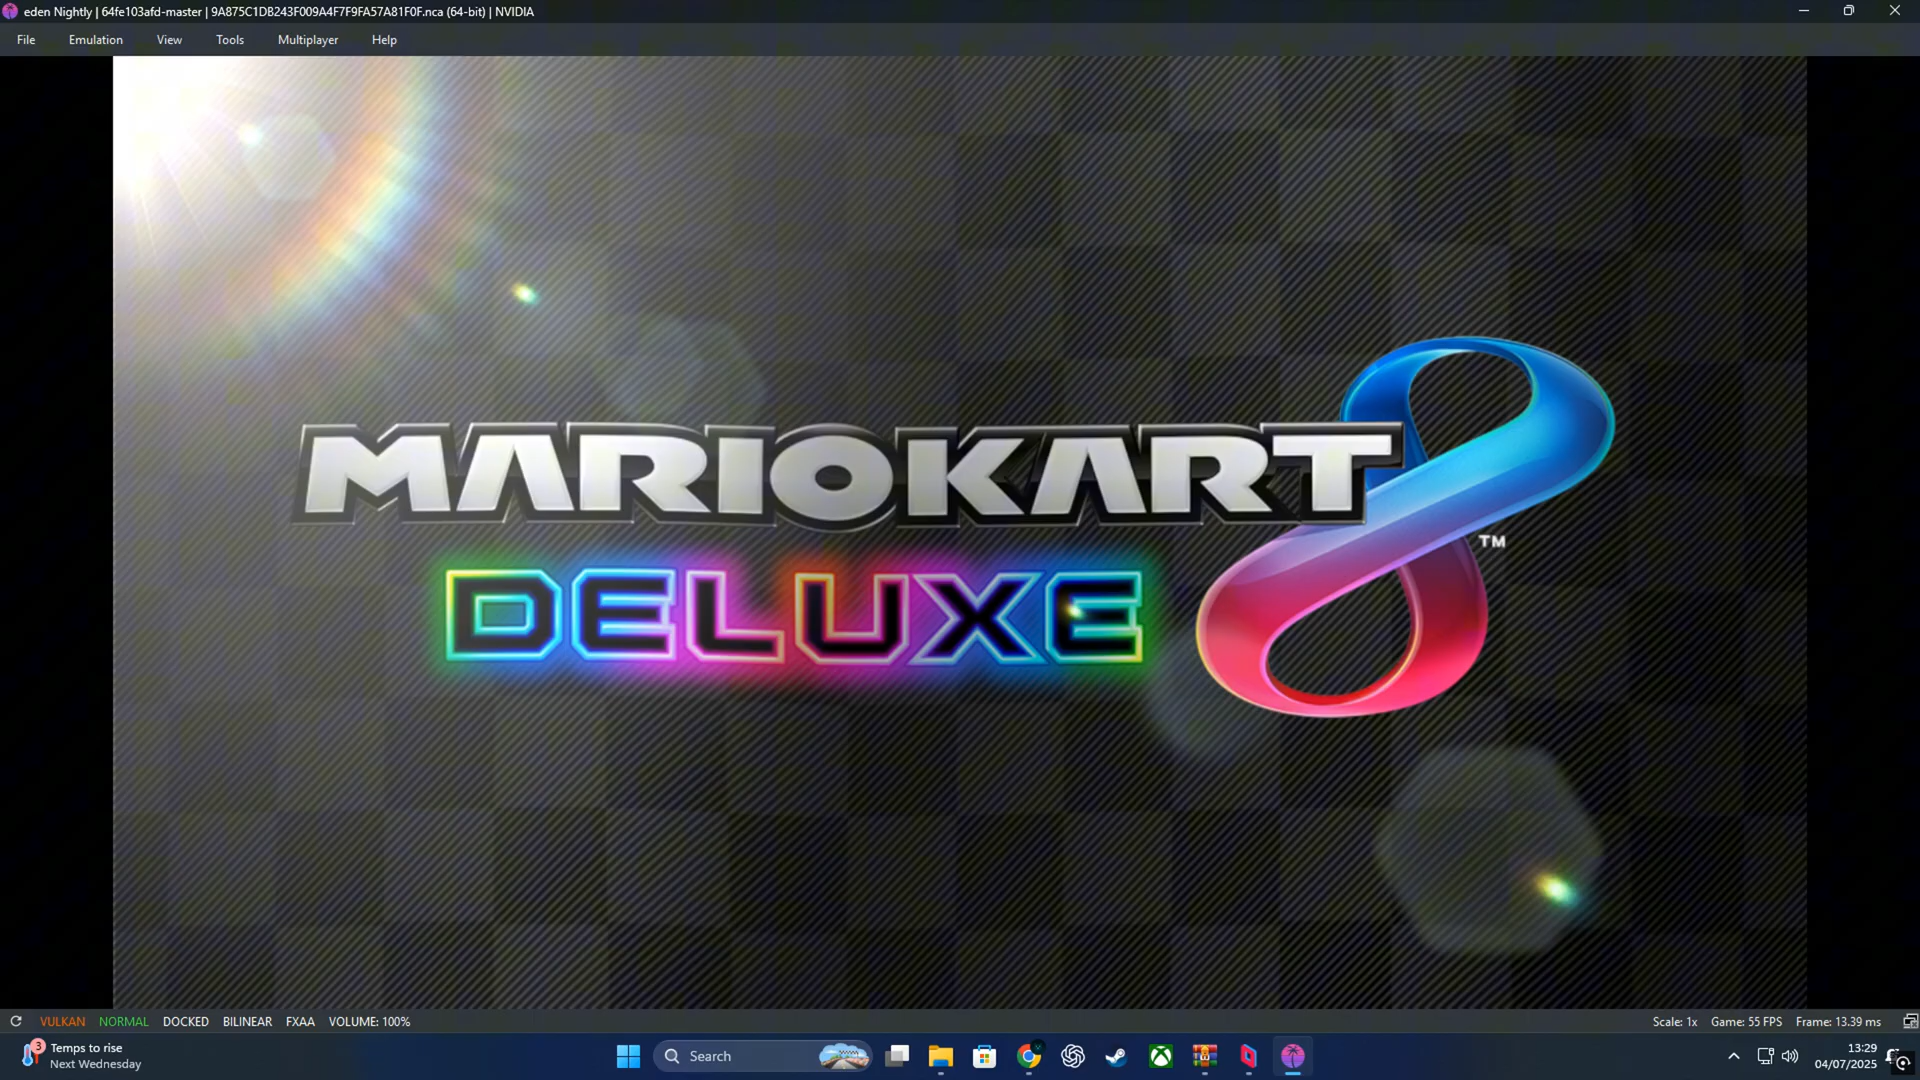 eden Nightly | 64fe103afd-master | 9A875C1DB243F009A4F7F9FA57A81F0F.nca (64-bit) | NVIDIA
File Emulation View Tools Multiplayer Help
MARIOKART 8
TM
DELUXE
VULKAN NORMAL DOCKED BILINEAR FXAA VOLUME: 100% Scale: 1x Game: 55 FPS Frame: 13.39 ms
3
Temps to rise
Next Wednesday
Search
13:29
04/07/2025